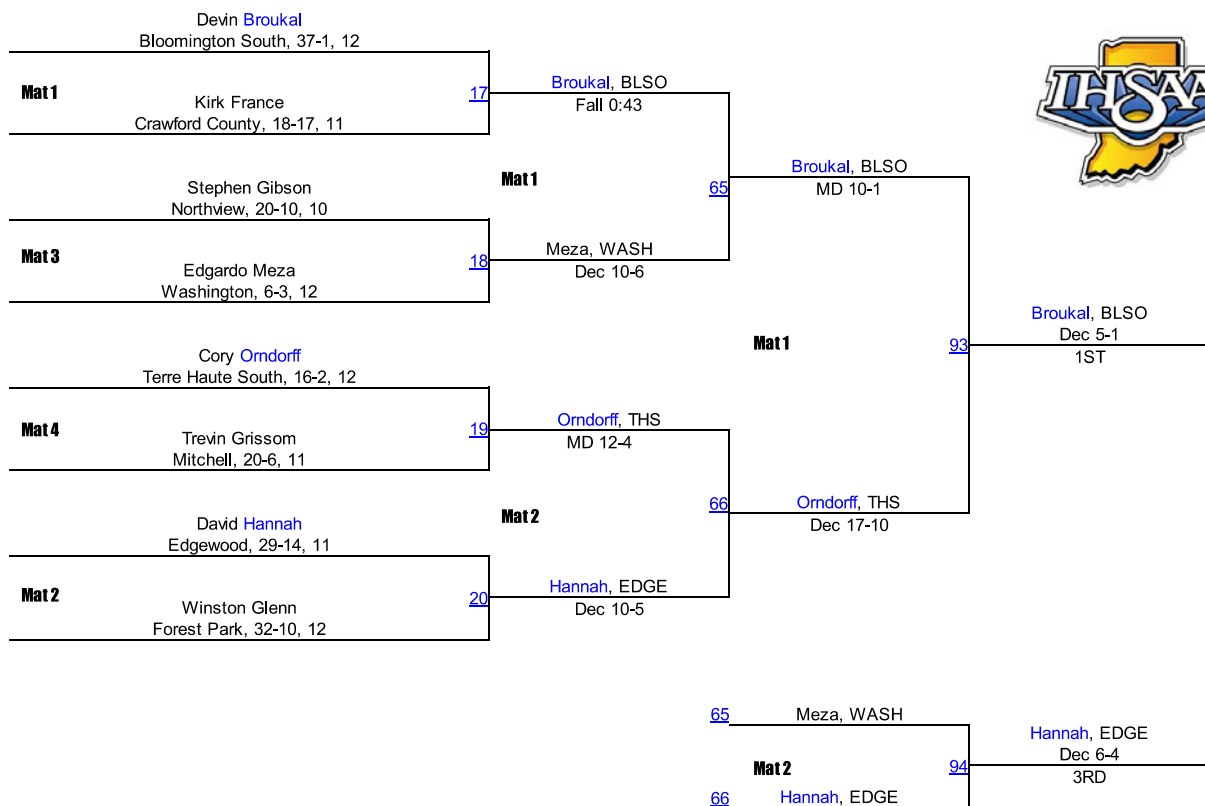 Devin Broukal
Bloomington South, 37-1, 12
Mat 1
17
Kirk France
Crawford County, 18-17, 11
Broukal, BLSO
Fall 0:43
Stephen Gibson
Northview, 20-10, 10
Mat 3
18
Edgardo Meza
Washington, 6-3, 12
Meza, WASH
Dec 10-6
Mat 1
65
Broukal, BLSO
MD 10-1
Cory Orndorff
Terre Haute South, 16-2, 12
Mat 4
19
Trevin Grissom
Mitchell, 20-6, 11
Orndorff, THS
MD 12-4
David Hannah
Edgewood, 29-14, 11
Mat 2
20
Winston Glenn
Forest Park, 32-10, 12
Hannah, EDGE
Dec 10-5
Mat 2
66
Orndorff, THS
Dec 17-10
Mat 1
93
Broukal, BLSO
Dec 5-1
1ST
IHSAA
65
Meza, WASH
Mat 2
94
66
Hannah, EDGE
Hannah, EDGE
Dec 6-4
3RD